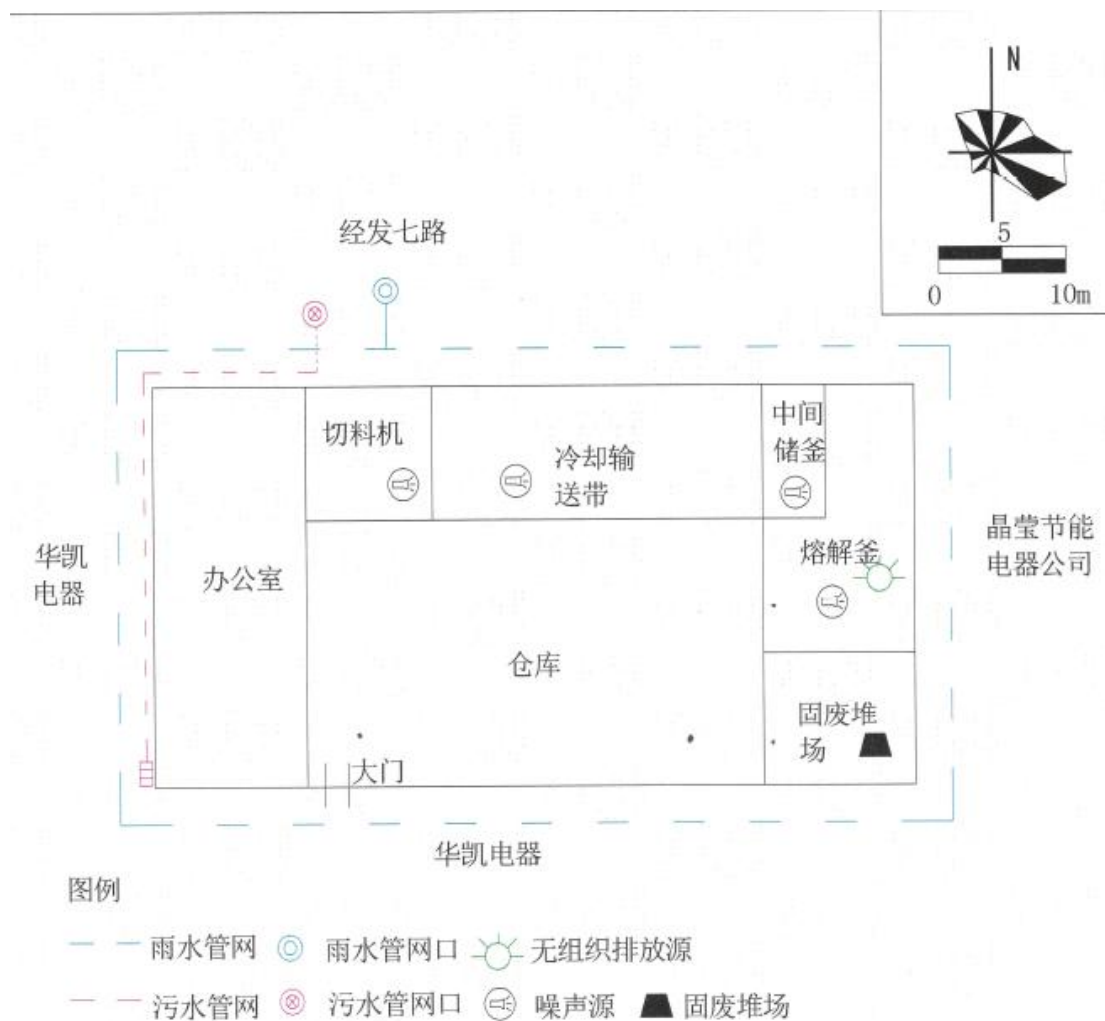 N
5
0 10m
经发七路
切料机
冷却输
送带
中间
储釜
华凯
电器
办公室
熔解釜
晶莹节能
电器公司
仓库
固废堆
场
大门
华凯电器
图例
雨水管网 雨水管网口 无组织排放源
污水管网 污水管网口 噪声源 固废堆场